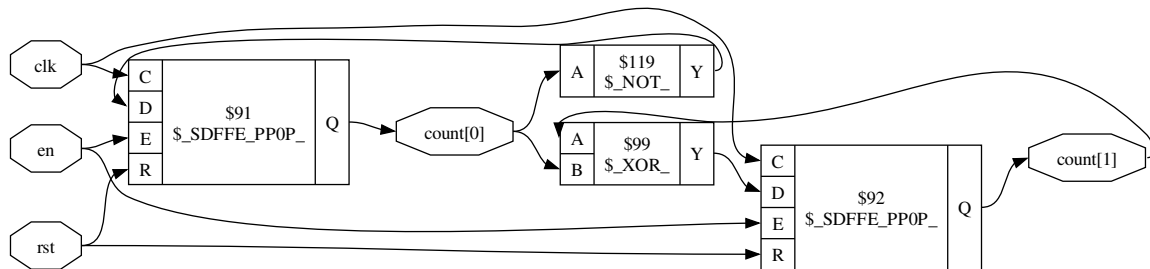 clk
en
rst
C
D
E
R
$91
$_SDFFE_PP0P_
Q
count[0]
A
$119
$_NOT_
Y
A
B
$99
$_XOR_
Y
C
D
E
R
$92
$_SDFFE_PP0P_
Q
count[1]